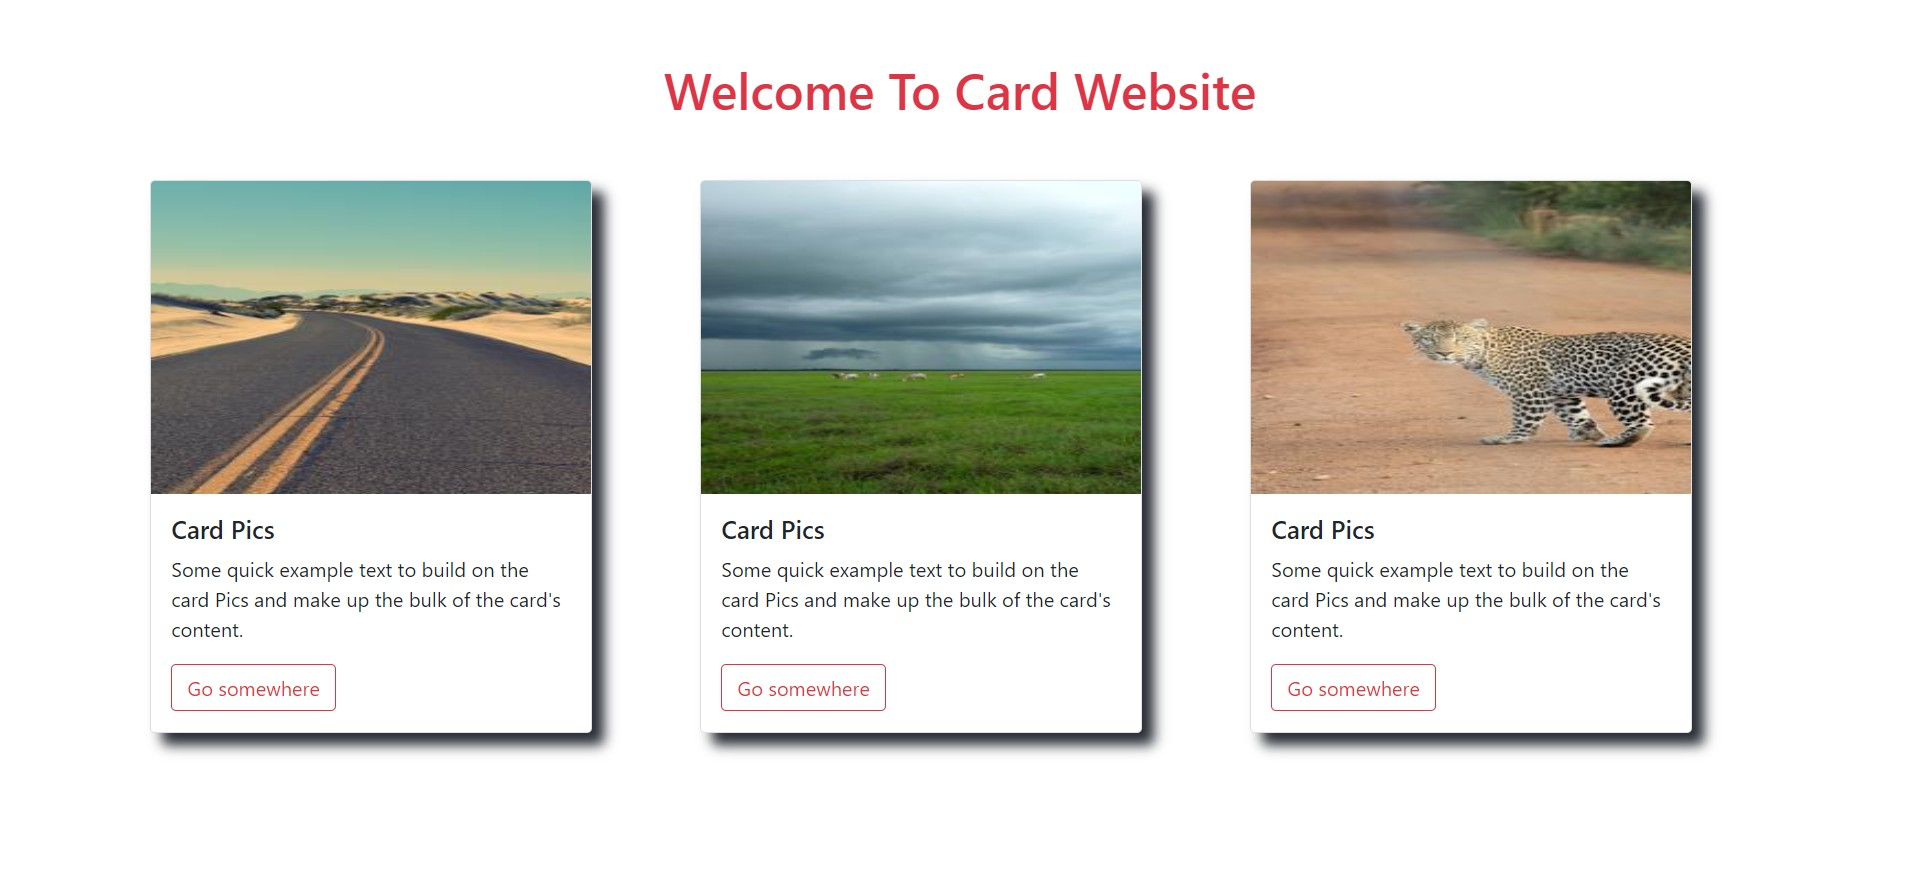 Welcome To Card Website
Card Pics
Some quick example text to build on the
card Pics and make up the bulk of the card's
content.
Go somewhere
Card Pics
Some quick example text to build on the
card Pics and make up the bulk of the card's
content.
Go somewhere
Card Pics
Some quick example text to build on the
card Pics and make up the bulk of the card's
content.
Go somewhere